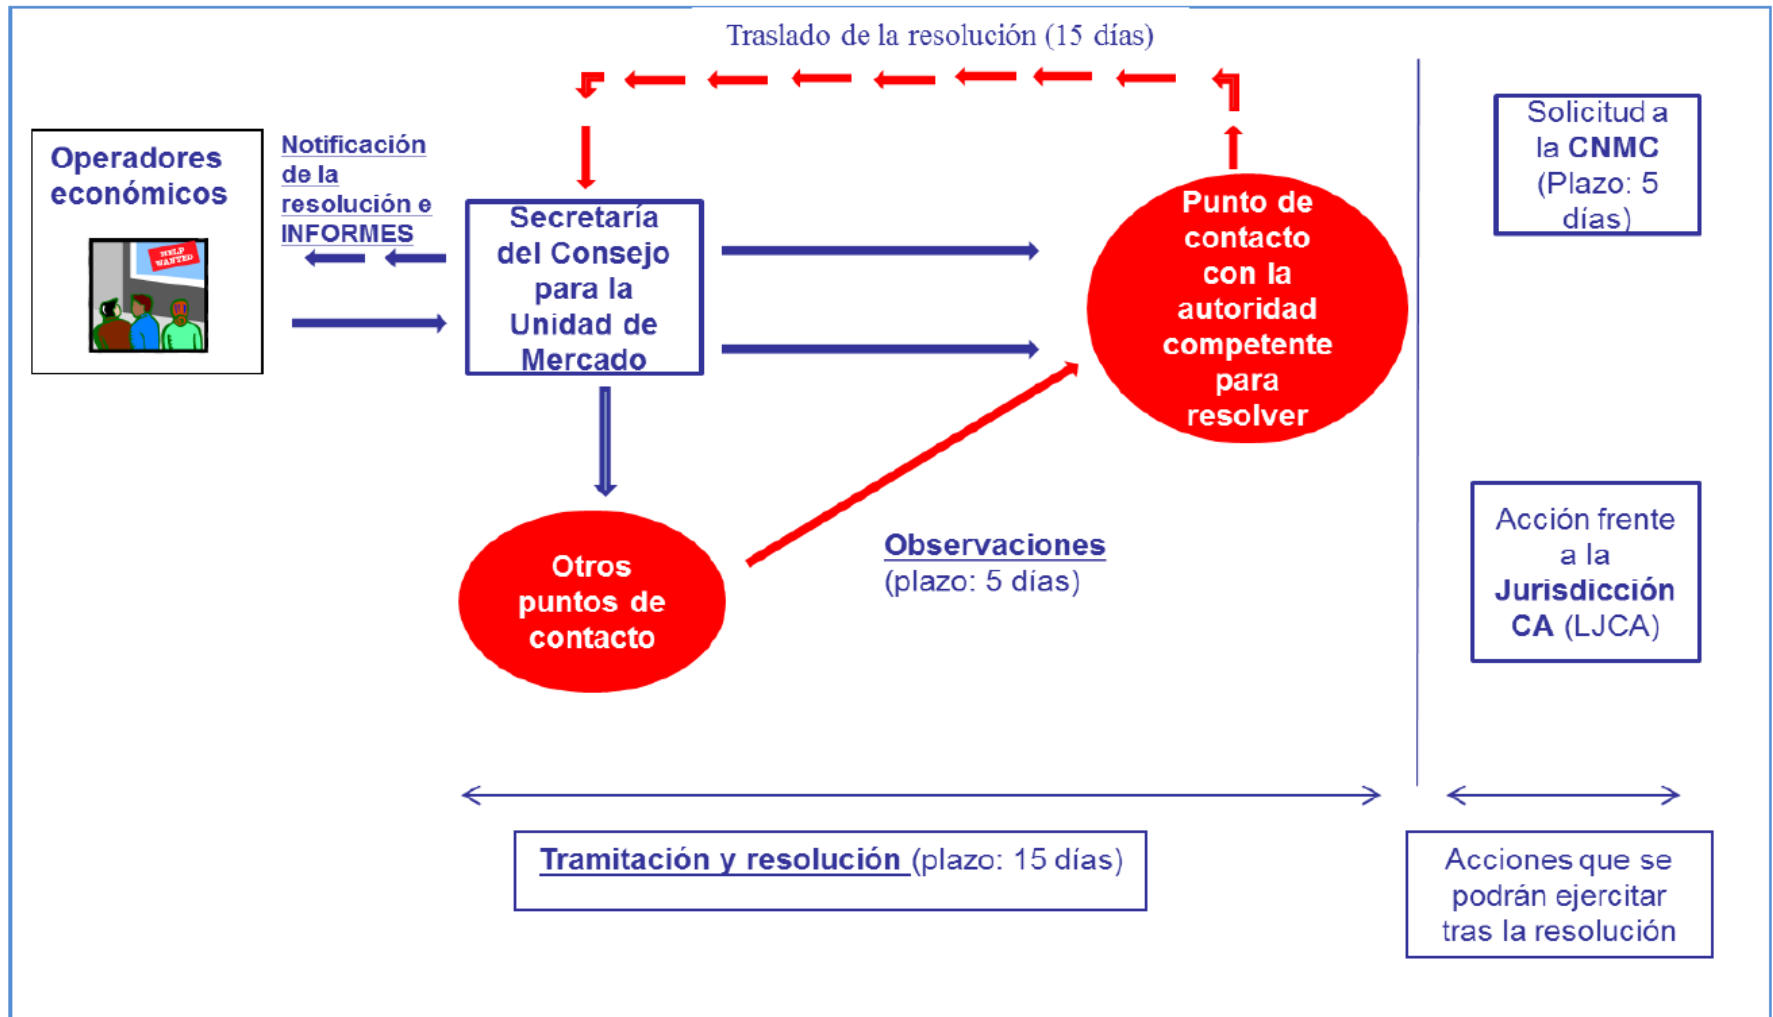 Traslado de la resolución (15 días)
Operadores
económicos
HELP
WANTED
Notificación
de la
resolución e
INFORMES
Secretaría
del Consejo
para la
Unidad de
Mercado
Punto de
contacto
con la
autoridad
competente
para
resolver
Otros
puntos de
contacto
Observaciones
(plazo: 5 días)
Solicitud a
la CNMC
(Plazo: 5
días)
Acción frente
a la
Jurisdicción
CA (LJCA)
Tramitación y resolución (plazo: 15 días)
Acciones que se
podrán ejercitar
tras la resolución